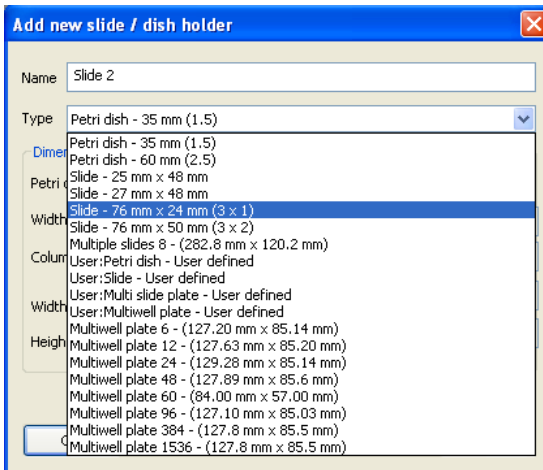 Add new slide / dish holder
Name Slide 2
Type Petri dish - 35 mm (1.5)
Petri dish - 35 mm (1.5)
Petri dish - 60 mm (2.5)
Slide - 25 mm x 48 mm
Slide - 27 mm x 48 mm
Slide - 76 mm x 24 mm (3 x 1)
Slide - 76 mm x 50 mm (3 x 2)
Multiple slides 8 - (282.8 mm x 120.2 mm)
User:Petri dish - User defined
User:Slide - User defined
User:Multi slide plate - User defined
User:Multiwell plate - User defined
Multiwell plate 6 - (127.20 mm x 85.14 mm)
Multiwell plate 12 - (127.63 mm x 85.20 mm)
Multiwell plate 24 - (129.28 mm x 85.14 mm)
Multiwell plate 48 - (127.89 mm x 85.6 mm)
Multiwell plate 60 - (84.00 mm x 57.00 mm)
Multiwell plate 96 - (127.10 mm x 85.03 mm)
Multiwell plate 384 - (127.8 mm x 85.5 mm)
Multiwell plate 1536 - (127.8 mm x 85.5 mm)
Petri
Width
Width